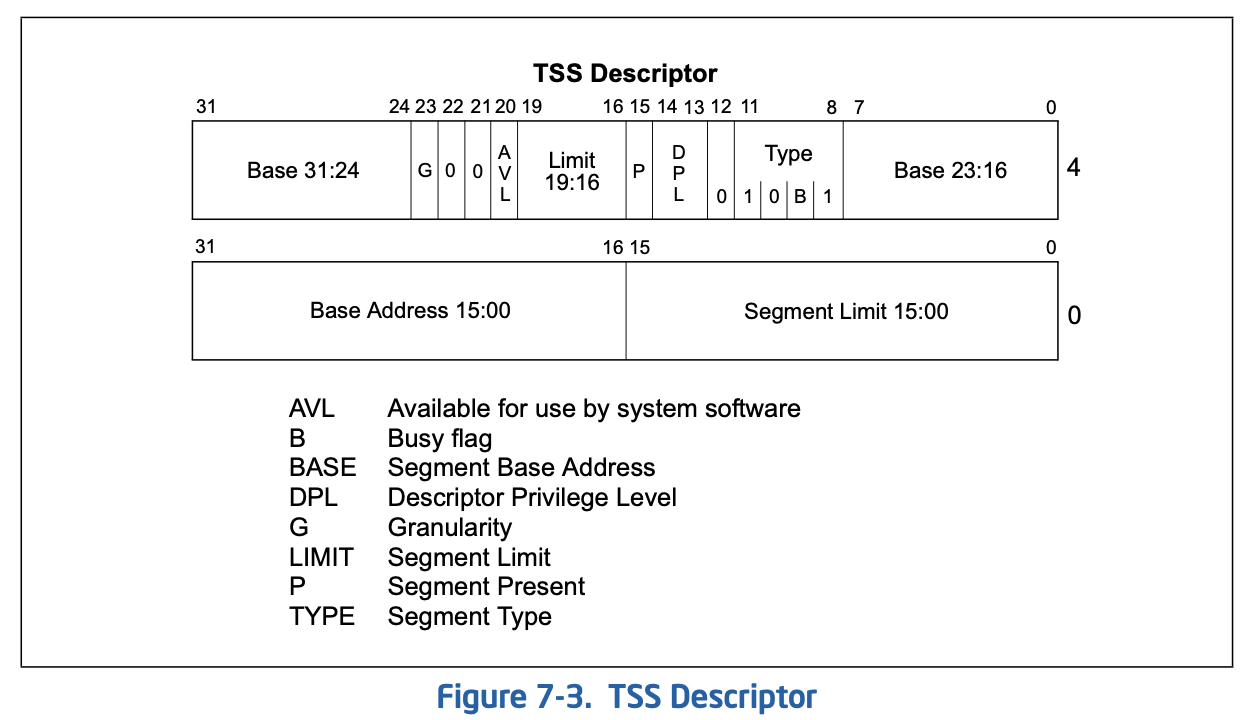 TSS Descriptor
31 24 23 22 21 20 19 16 15 14 13 12 11 8 7 0
Base 31:24 G 0 0 AVL Limit 19:16 P DPL 0 Type 1 0 B 1 Base 23:16 4
31 16 15 0
Base Address 15:00 Segment Limit 15:00 0
AVL Available for use by system software
B Busy flag
BASE Segment Base Address
DPL Descriptor Privilege Level
G Granularity
LIMIT Segment Limit
P Segment Present
TYPE Segment Type
Figure 7-3. TSS Descriptor